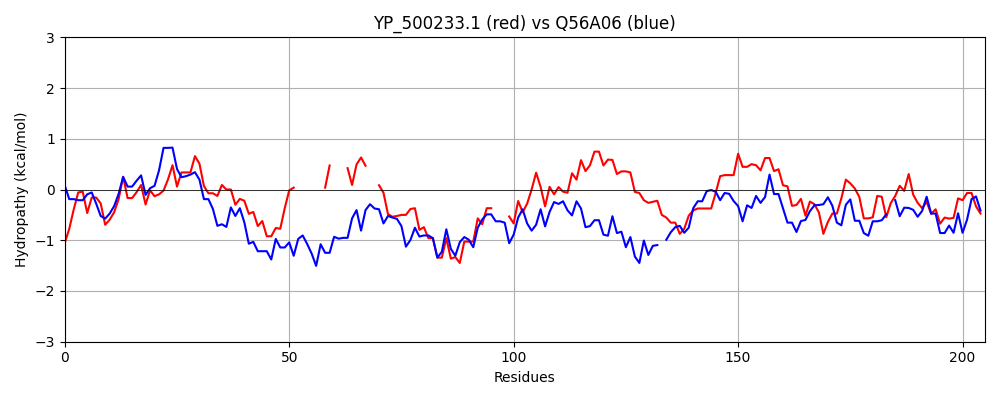 YP_500233.1 (red) vs Q56A06 (blue)
Hydropathy (kcal/mol)
3
2
1
0
−1
−2
−3
0 50 100 150 200
Residues